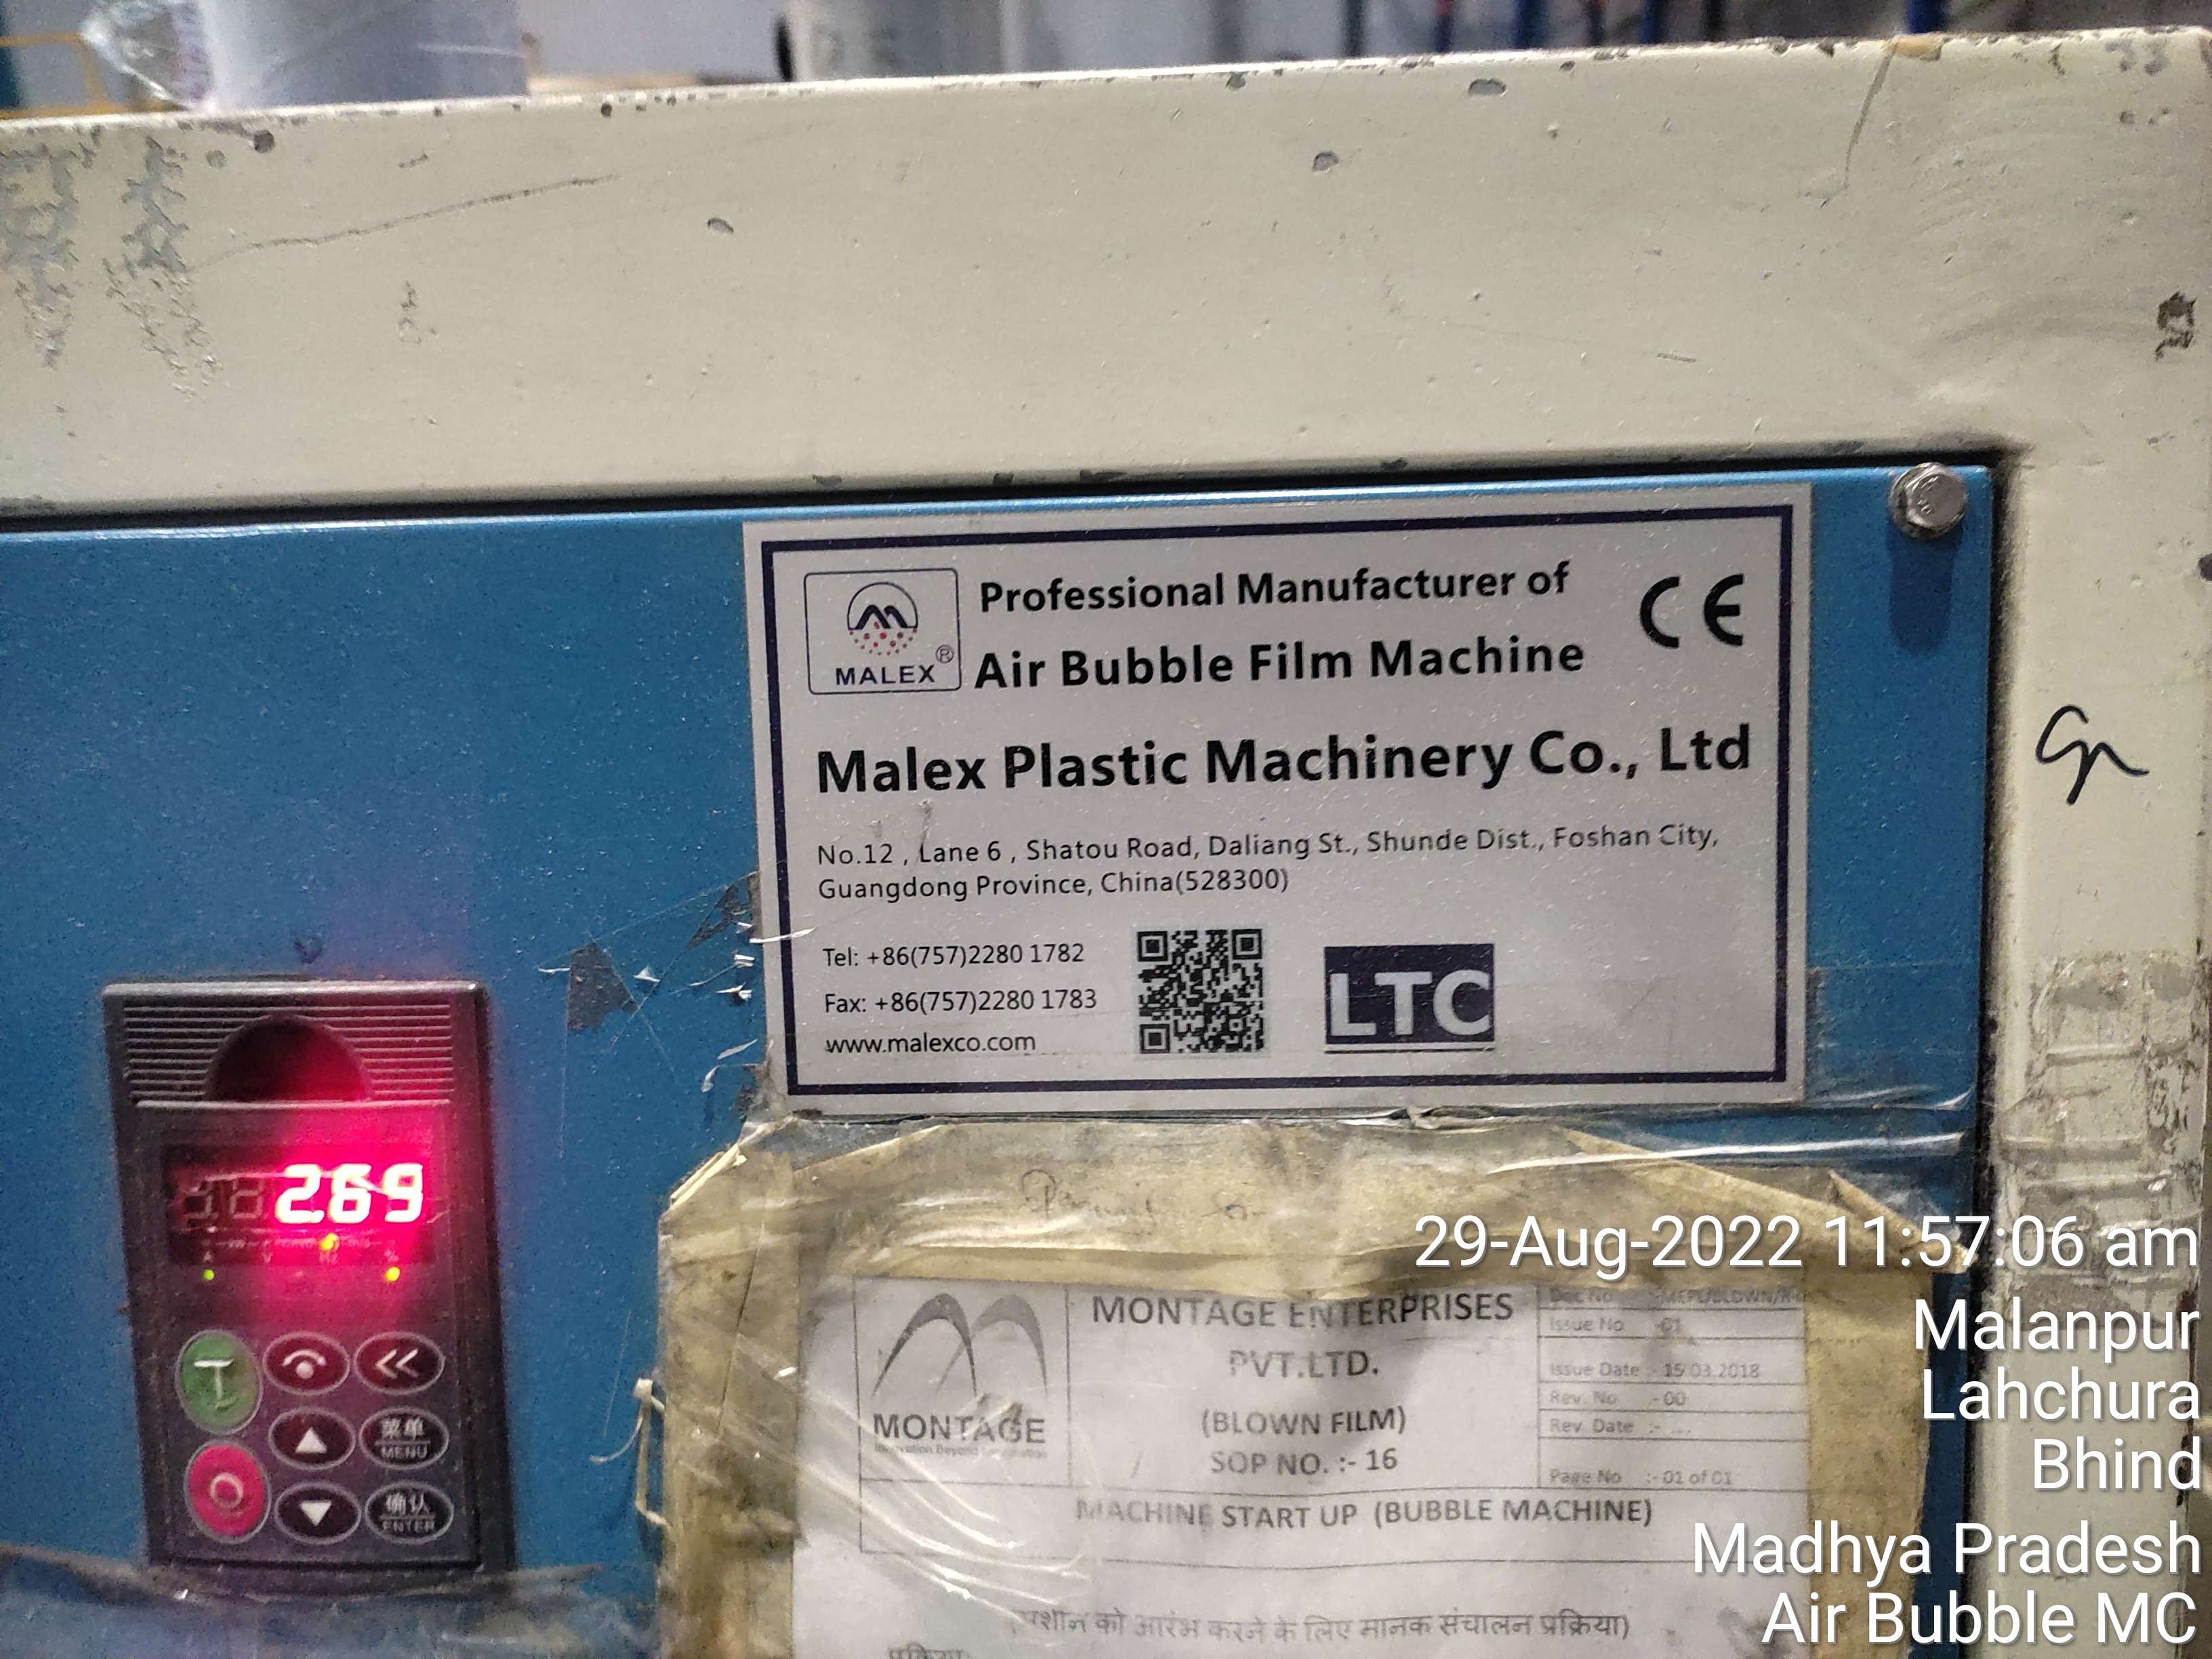 MALEX®
Professional Manufacturer of
Air Bubble Film Machine
CE
Malex Plastic Machinery Co., Ltd
No.12 , Lane 6 , Shatou Road, Daliang St., Shunde Dist., Foshan City,
Guangdong Province, China(528300)
Tel: +86(757)2280 1782
Fax: +86(757)2280 1783
www.malexco.com
LTC
2.69
A V Hz %
菜单
MENU
确认
ENTER
MONTAGE
MONTAGE ENTERPRISES
PVT.LTD.
(BLOWN FILM)
SOP NO. :- 16
Issue No :-01
Issue Date :- 15.03.2018
Rev. No :- 00
Rev. Date :-
Page No :- 01 of 01
MACHINE START UP (BUBBLE MACHINE)
को आरंभ करने के लिए मानक संचालन प्रक्रिया)
29-Aug-2022 11:57:06 am
Malanpur
Lahchura
Bhind
Madhya Pradesh
Air Bubble MC